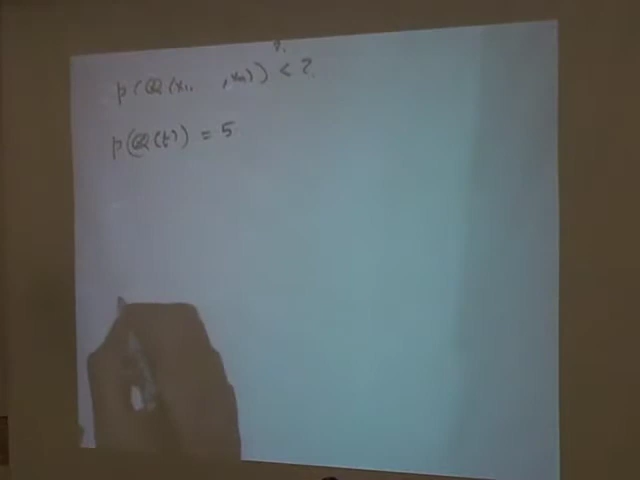 p(ℚ(x₁, ,xₙ)) < ?.
p(ℚ(t)) = 5